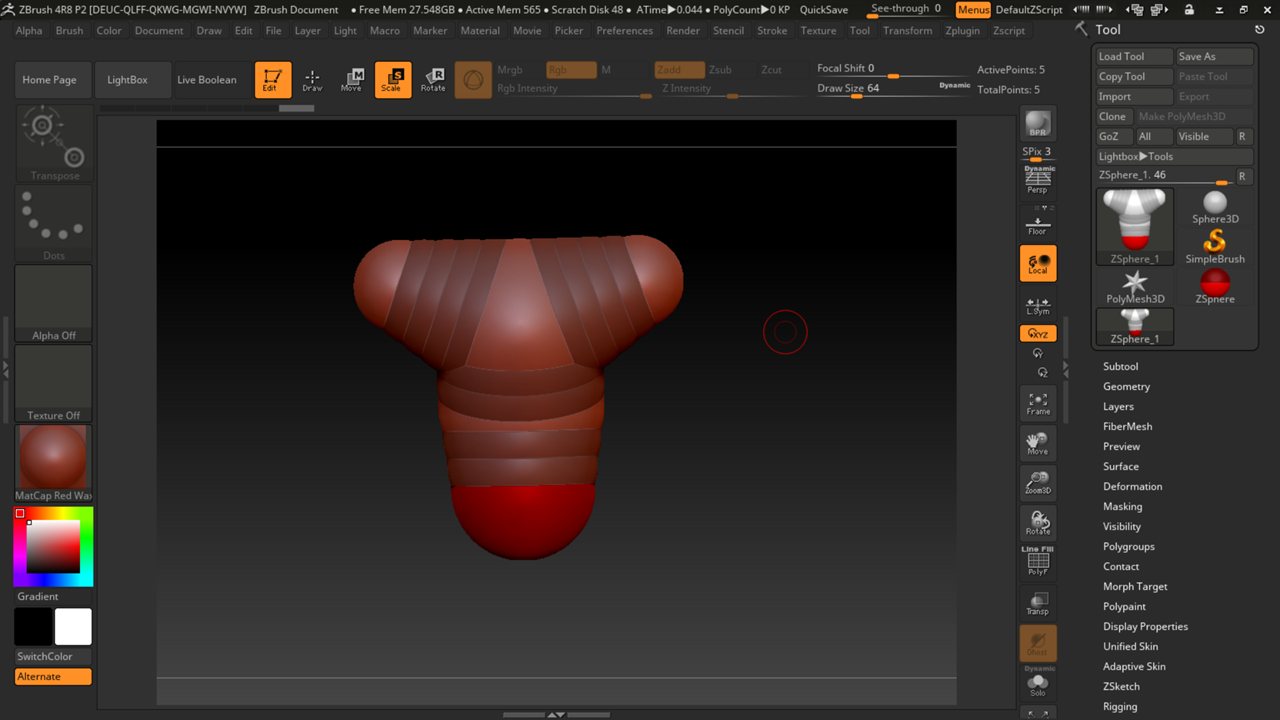 ZBrush 4R8 P2 [DEUC-QLFF-QKWG-MGWI-NVYW] ZBrush Document • Free Mem 27.548GB • Active Mem 565 • Scratch Disk 48 • ATime▶0.044 • PolyCount▶0 KP QuickSave See-through 0 Menus DefaultZScript
Alpha Brush Color Document Draw Edit File Layer Light Macro Marker Material Movie Picker Preferences Render Stencil Stroke Texture Tool Transform Zplugin Zscript
Home Page LightBox Live Boolean Edit Draw Move Scale Rotate
M S R
Mrgb Rgb M Zadd Zsub Zcut
Rgb Intensity Z Intensity
Focal Shift 0
Draw Size 64 Dynamic
ActivePoints: 5
TotalPoints: 5
Transpose
Dots
Alpha Off
Texture Off
MatCap Red Wax
Gradient
SwitchColor
Alternate
BPR
SPix 3
Dynamic
Persp
Floor
Local
L.Sym
XYZ
Frame
Move
Zoom3D
Rotate
Line Fill
PolyF
Transp
Ghost
Dynamic
Solo
Tool
Load Tool Save As
Copy Tool Paste Tool
Import Export
Clone Make PolyMesh3D
GoZ All Visible R
Lightbox▶Tools
ZSphere_1. 46 R
ZSphere_1
Sphere3D
SimpleBrush
PolyMesh3D
ZSphere
ZSphere_1
Subtool
Geometry
Layers
FiberMesh
Preview
Surface
Deformation
Masking
Visibility
Polygroups
Contact
Morph Target
Polypaint
Display Properties
Unified Skin
Adaptive Skin
ZSketch
Rigging